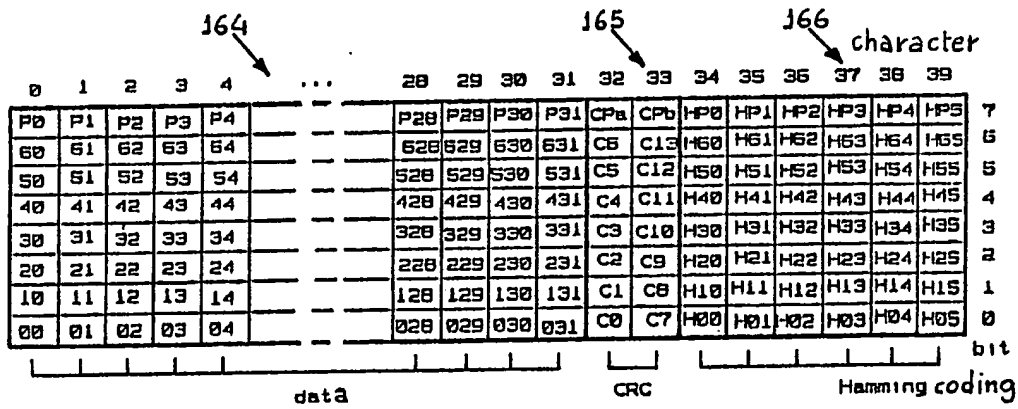 164 165 166 character
0 1 2 3 4 ... 28 29 30 31 32 33 34 35 36 37 38 39
P0 P1 P2 P3 P4 P28 P29 P30 P31 CPa CPb HP0 HP1 HP2 HP3 HP4 HP5 7
60 61 62 63 64 628 629 630 631 C6 C13 H60 H61 H62 H63 H64 H65 6
50 51 52 53 54 528 529 530 531 C5 C12 H50 H51 H52 H53 H54 H55 5
40 41 42 43 44 428 429 430 431 C4 C11 H40 H41 H42 H43 H44 H45 4
30 31 32 33 34 328 329 330 331 C3 C10 H30 H31 H32 H33 H34 H35 3
20 21 22 23 24 228 229 230 231 C2 C9 H20 H21 H22 H23 H24 H25 2
10 11 12 13 14 128 129 130 131 C1 C8 H10 H11 H12 H13 H14 H15 1
00 01 02 03 04 028 029 030 031 C0 C7 H00 H01 H02 H03 H04 H05 0
bit
data CRC Hamming coding